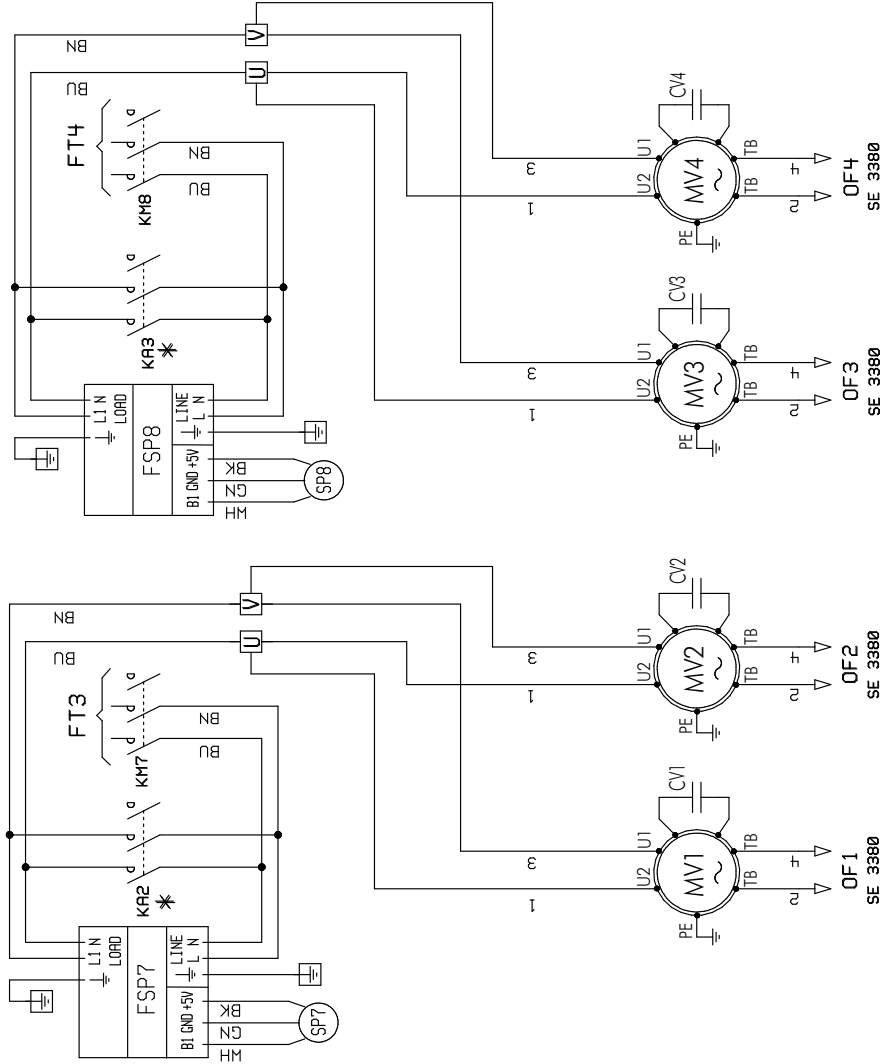 BN
V
BU
U
FT4
BN
BU
KM8
KA3
*
L1 N
LOAD
FSP8
LINE
L N
B1 GND +5V
BK
GN
WH
SP8
CV4
3
U1
TB
4
MV4
~
1
U2
TB
2
PE
OF4
SE 3380
CV3
3
U1
TB
4
MV3
~
1
U2
TB
2
PE
OF3
SE 3380
BN
V
BU
U
FT3
BN
BU
KM7
KA2
*
L1 N
LOAD
FSP7
LINE
L N
B1 GND +5V
BK
GN
WH
SP7
CV2
3
U1
TB
4
MV2
~
1
U2
TB
2
PE
OF2
SE 3380
CV1
3
U1
TB
4
MV1
~
1
U2
TB
2
PE
OF1
SE 3380